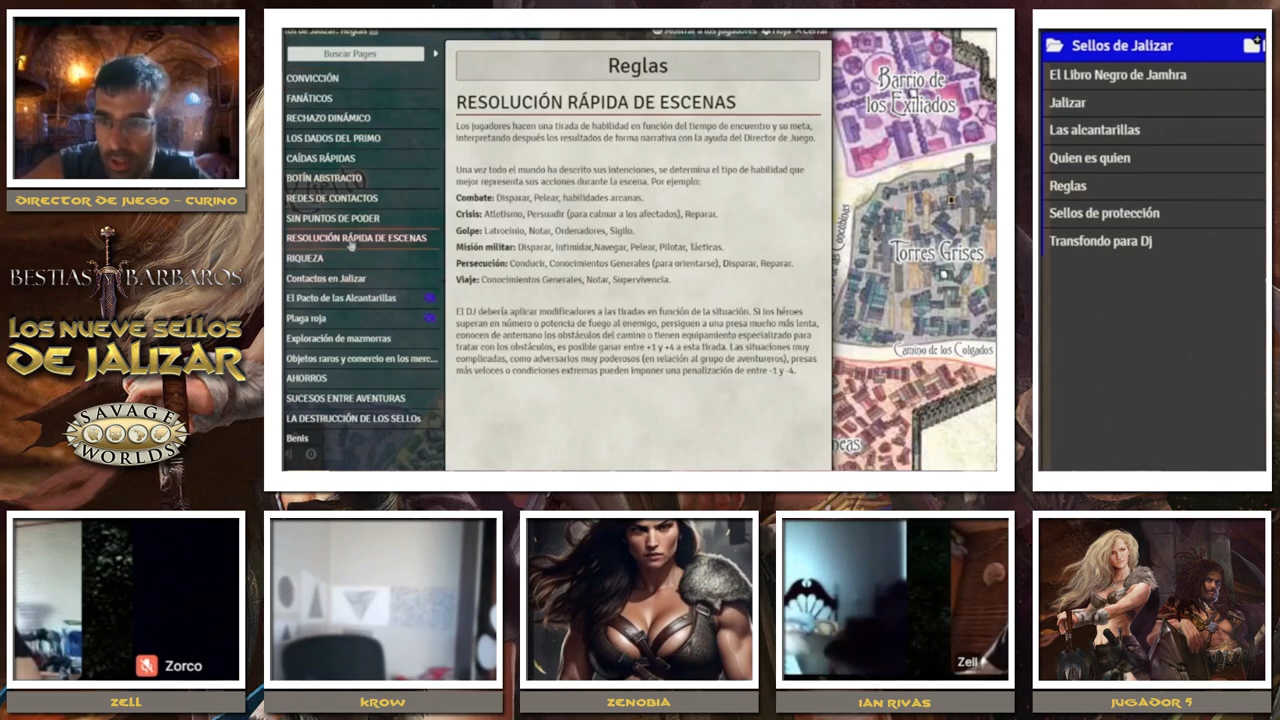 DIRECTOR DE JUEGO - CURINO
BESTIAS BARBAROS
LOS NUEVE SELLOS
DE JALIZAR
SAVAGE
WORLDS
Mostrar a los jugadores
Buscar Pages
CONVICCIÓN
FANÁTICOS
RECHAZO DINÁMICO
LOS DADOS DEL PRIMO
CAÍDAS RÁPIDAS
BOTÍN ABSTRACTO
REDES DE CONTACTOS
SIN PUNTOS DE PODER
RESOLUCIÓN RÁPIDA DE ESCENAS
RIQUEZA
Contactos en Jalizar
El Pacto de las Alcantarillas
Plaga roja
Exploración de mazmorras
Objetos raros y comercio en los merc...
AHORROS
SUCESOS ENTRE AVENTURAS
LA DESTRUCCIÓN DE LOS SELLOs
Benis
Reglas
RESOLUCIÓN RÁPIDA DE ESCENAS
Los jugadores hacen una tirada de habilidad en función del tiempo de encuentro y su meta,
interpretando después los resultados de forma narrativa con la ayuda del Director de Juego.
Una vez todo el mundo ha descrito sus intenciones, se determina el tipo de habilidad que
mejor representa sus acciones durante la escena. Por ejemplo:
Combate: Disparar, Pelear, habilidades arcanas.
Crisis: Atletismo, Persuadir (para calmar a los afectados), Reparar.
Golpe: Latrocinio, Notar, Ordenadores, Sigilo.
Misión militar: Disparar, Intimidar,Navegar, Pelear, Pilotar, Tácticas.
Persecución: Conducir, Conocimientos Generales (para orientarse), Disparar, Reparar.
Viaje: Conocimientos Generales, Notar, Supervivencia.
El DJ debería aplicar modificadores a las tiradas en función de la situación. Si los héroes
superan en número o potencia de fuego al enemigo, persiguen a una presa mucho más lenta,
conocen de antemano los obstáculos del camino o tienen equipamiento especializado para
tratar con los obstáculos, es posible ganar entre +1 y +4 a esta tirada. Las situaciones muy
complicadas, como adversarios muy poderosos (en relación al grupo de aventureros), presas
más veloces o condiciones extremas pueden imponer una penalización de entre -1 y -4.
Barrio de
los Exiliados
Torres Grises
Camino de los Colgados
Sellos de Jalizar
El Libro Negro de Jamhra
Jalizar
Las alcantarillas
Quien es quien
Reglas
Sellos de protección
Transfondo para Dj
Zorco
Zell
ZELL
KROW
ZENOBIA
IAN RIVAS
JUGADOR 5